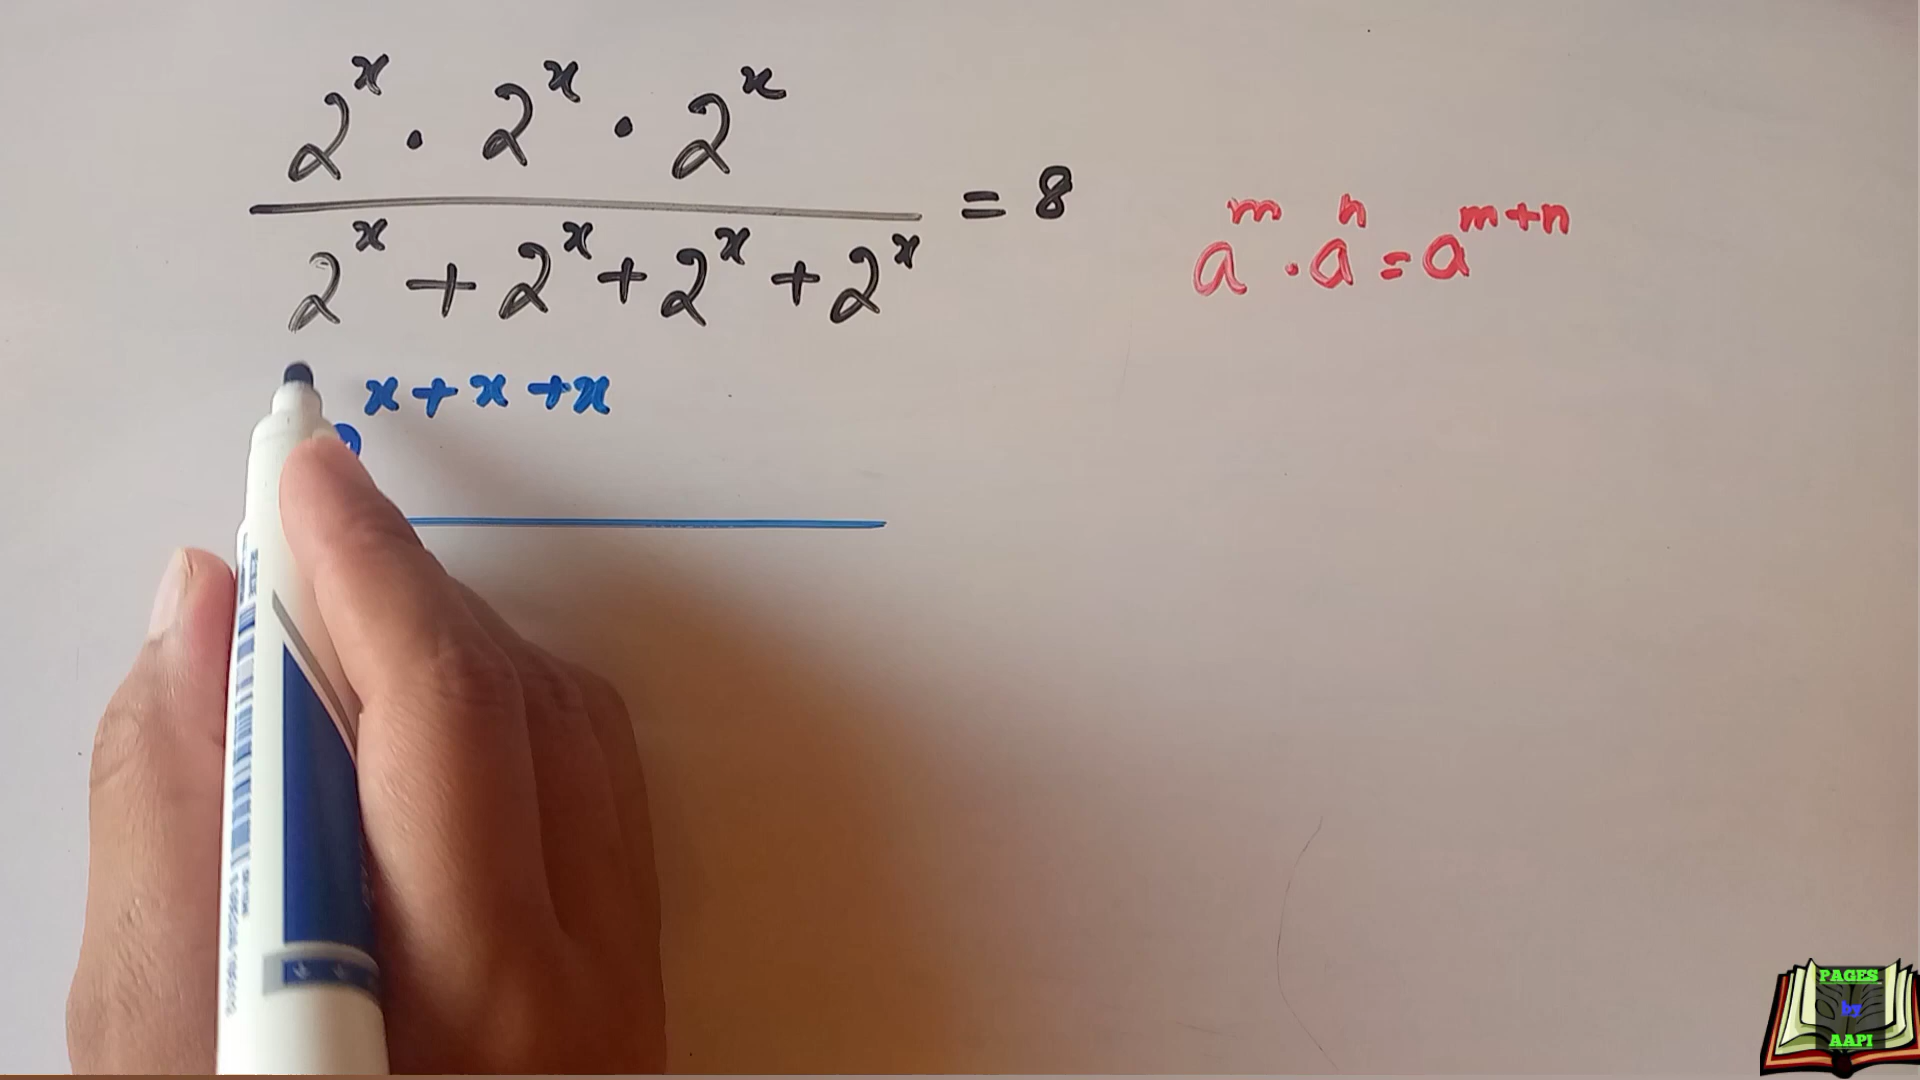 2^x · 2^x · 2^x
2^x + 2^x + 2^x + 2^x
= 8
a^m · a^n = a^(m+n)
x + x + x
PAGES
by
AAPI